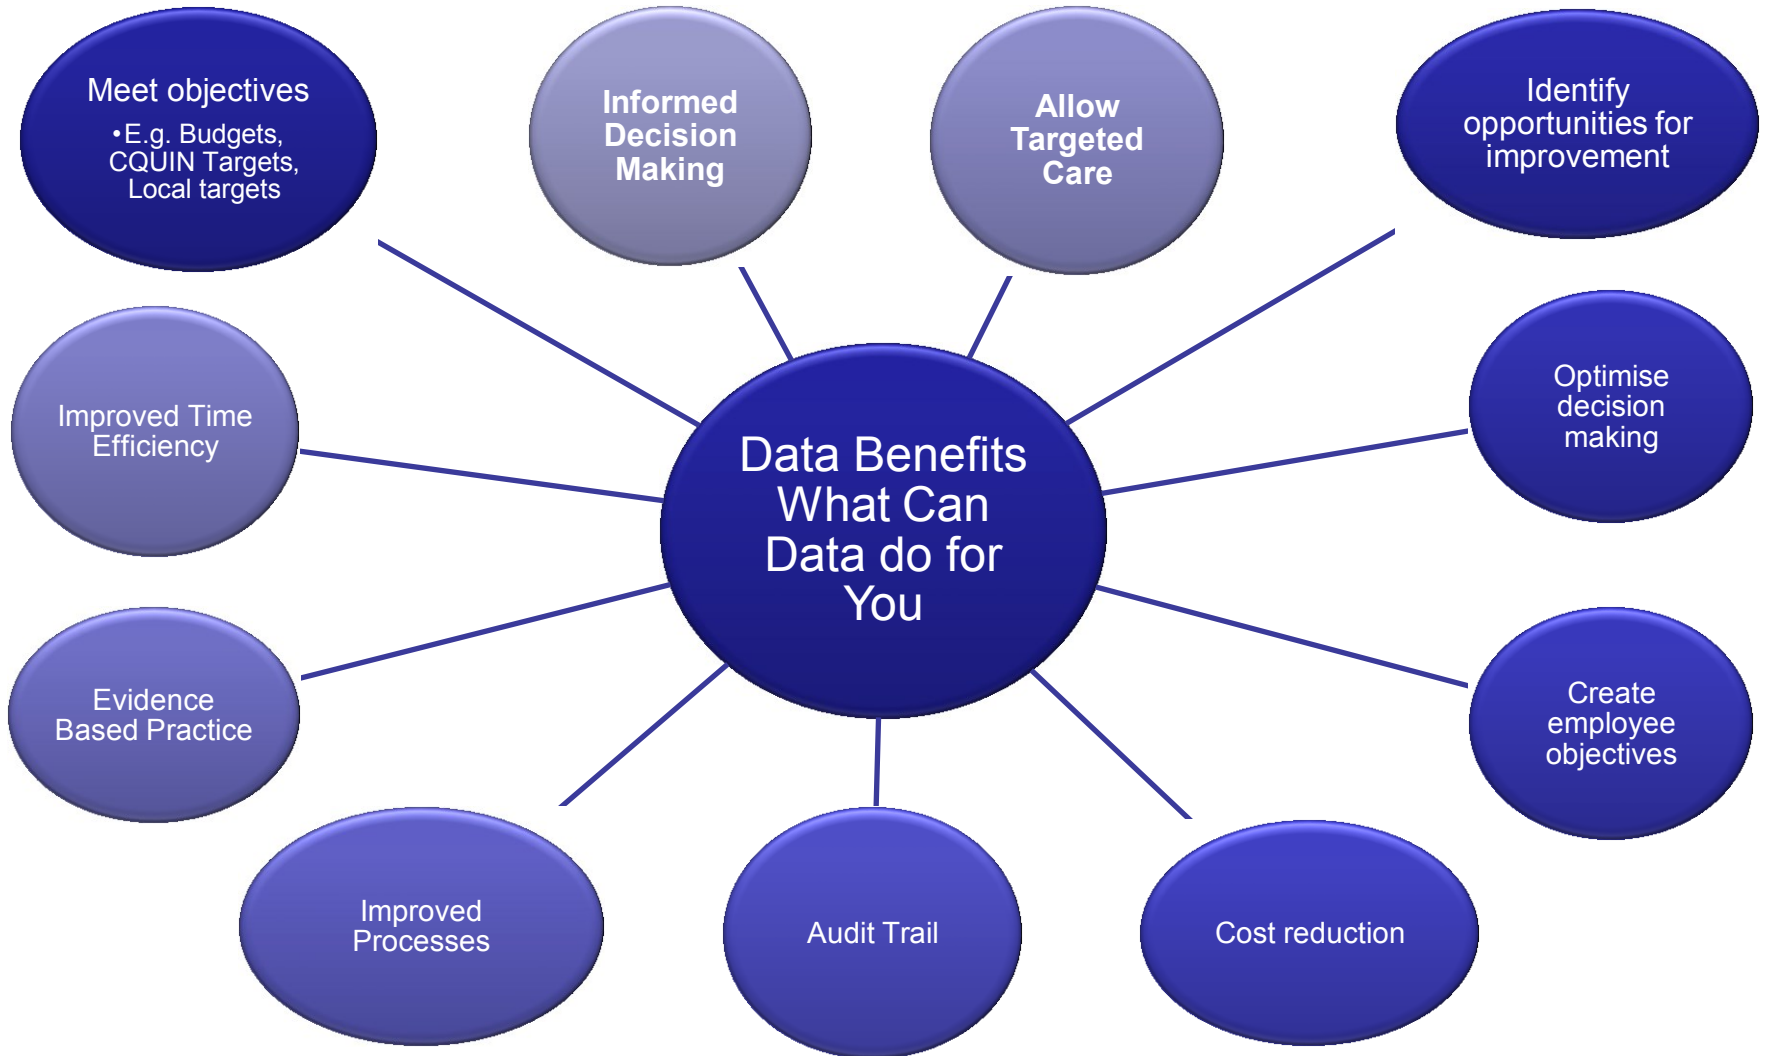 Meet objectives
•E.g. Budgets,
CQUIN Targets,
Local targets
Informed
Decision
Making
Allow
Targeted
Care
Identify
opportunities for
improvement
Improved Time
Efficiency
Optimise
decision
making
Data Benefits
What Can
Data do for
You
Evidence
Based Practice
Create
employee
objectives
Improved
Processes
Audit Trail
Cost reduction